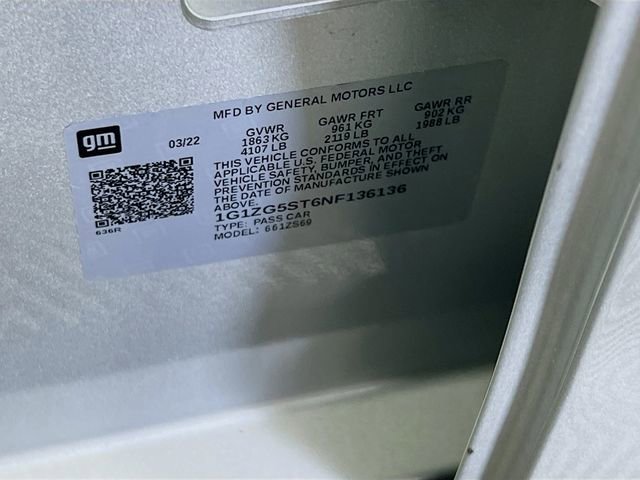 MFD BY GENERAL MOTORS LLC
gm
03/22
GVWR
1863 KG
4107 LB
GAWR FRT
961 KG
2119 LB
GAWR RR
902 KG
1988 LB
THIS VEHICLE CONFORMS TO ALL
APPLICABLE U.S. FEDERAL MOTOR
VEHICLE SAFETY, BUMPER, AND THEFT
PREVENTION STANDARDS IN EFFECT ON
THE DATE OF MANUFACTURE SHOWN
ABOVE.
1G1ZG5ST6NF136136
TYPE: PASS CAR
MODEL: 661ZS69
636R